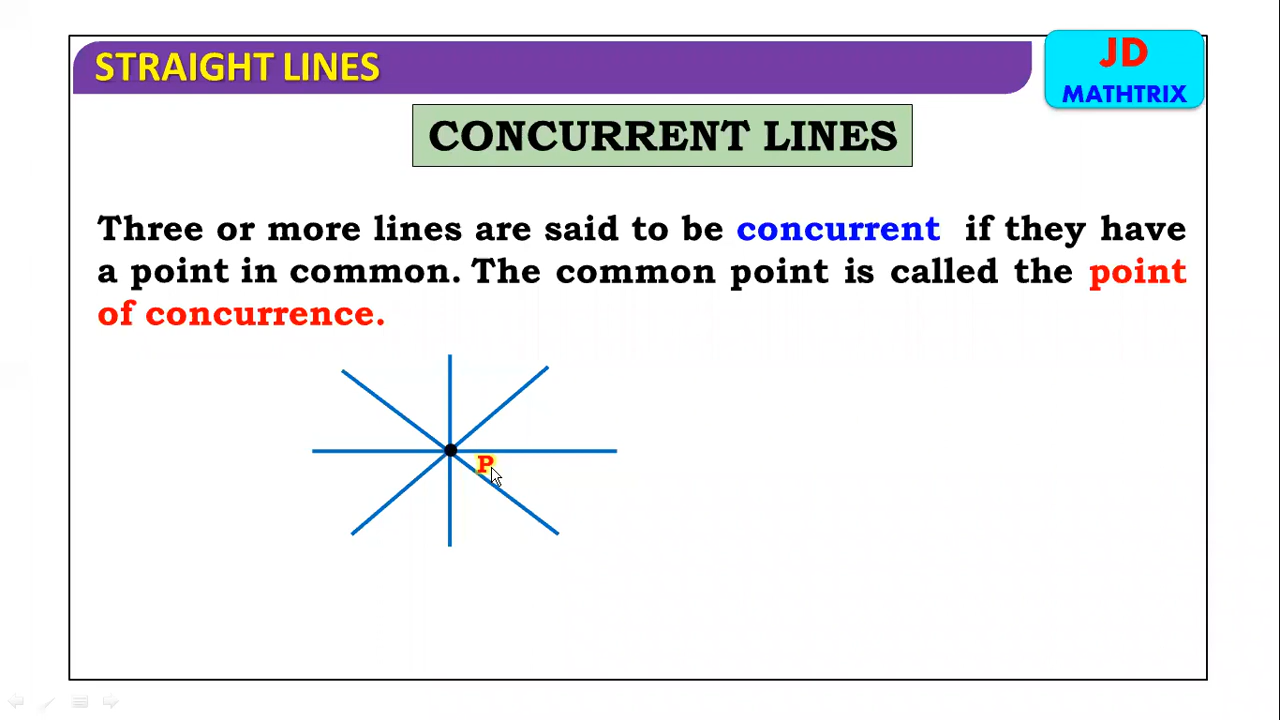 STRAIGHT LINES
JD
MATHTRIX
CONCURRENT LINES
Three or more lines are said to be concurrent if they have
a point in common. The common point is called the point
of concurrence.
P